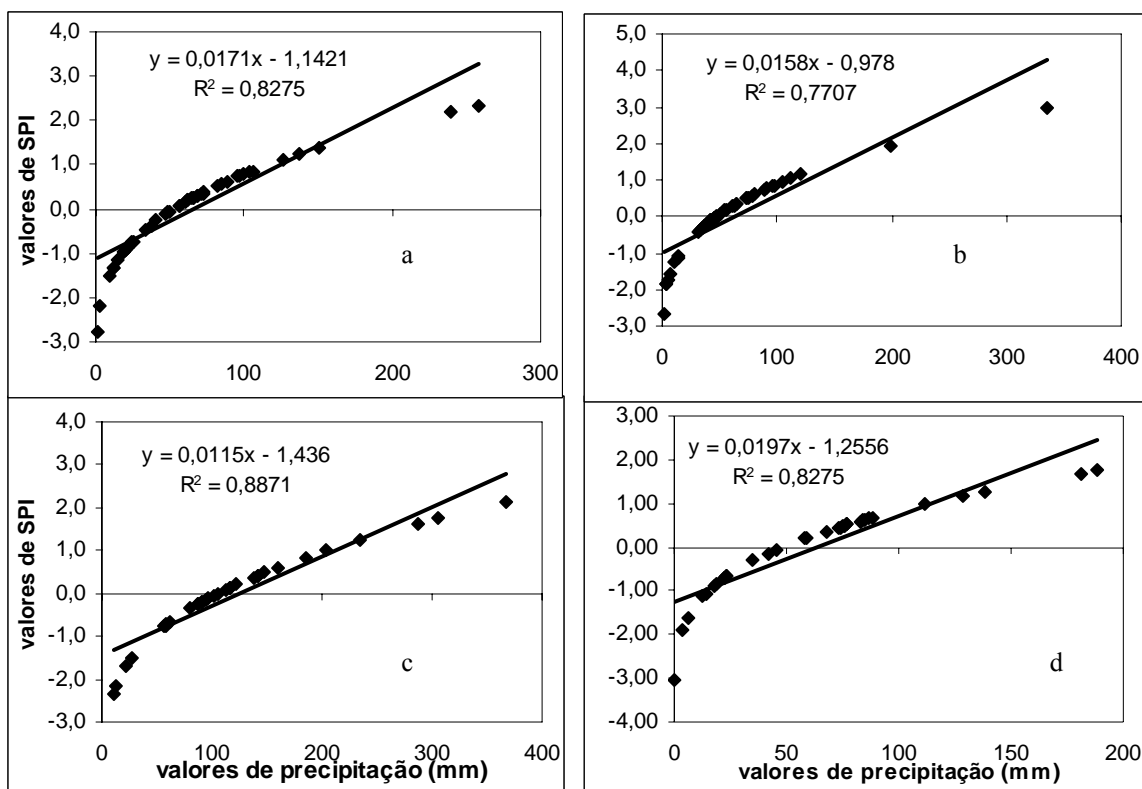 4,0
3,0
2,0
1,0
0,0
-1,0
-2,0
-3,0
valores de SPI
y = 0,0171x - 1,1421
R² = 0,8275
a
0 100 200 300
5,0
4,0
3,0
2,0
1,0
0,0
-1,0
-2,0
-3,0
y = 0,0158x - 0,978
R² = 0,7707
b
0 100 200 300 400
4,0
3,0
2,0
1,0
0,0
-1,0
-2,0
-3,0
valores de SPI
y = 0,0115x - 1,436
R² = 0,8871
c
0 100 200 300 400
valores de precipitação (mm)
3,00
2,00
1,00
0,00
-1,00
-2,00
-3,00
-4,00
y = 0,0197x - 1,2556
R² = 0,8275
d
0 50 100 150 200
valores de precipitação (mm)